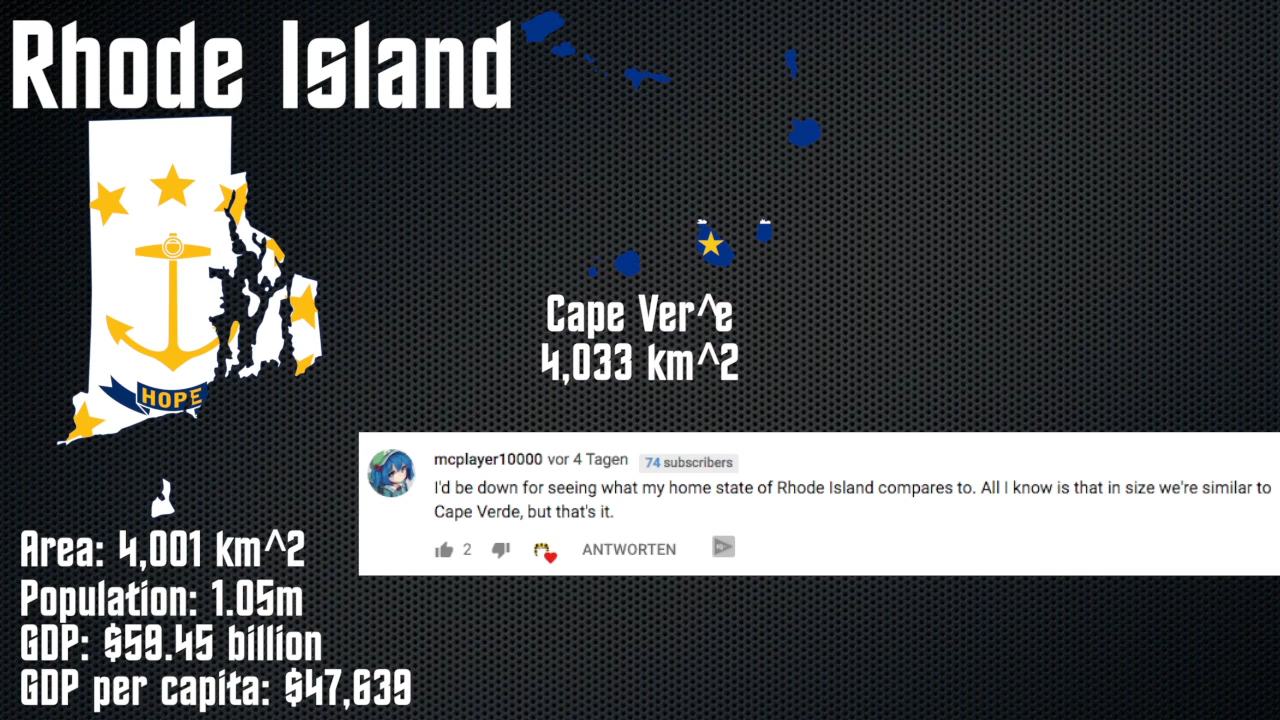 Rhode Island
HOPE
Cape Ver^e
4,033 km^2
mcplayer10000 vor 4 Tagen 74 subscribers
I'd be down for seeing what my home state of Rhode Island compares to. All I know is that in size we're similar to
Cape Verde, but that's it.
2 ANTWORTEN
Area: 4,001 km^2
Population: 1.05m
GDP: $59.45 billion
GDP per capita: $47,639